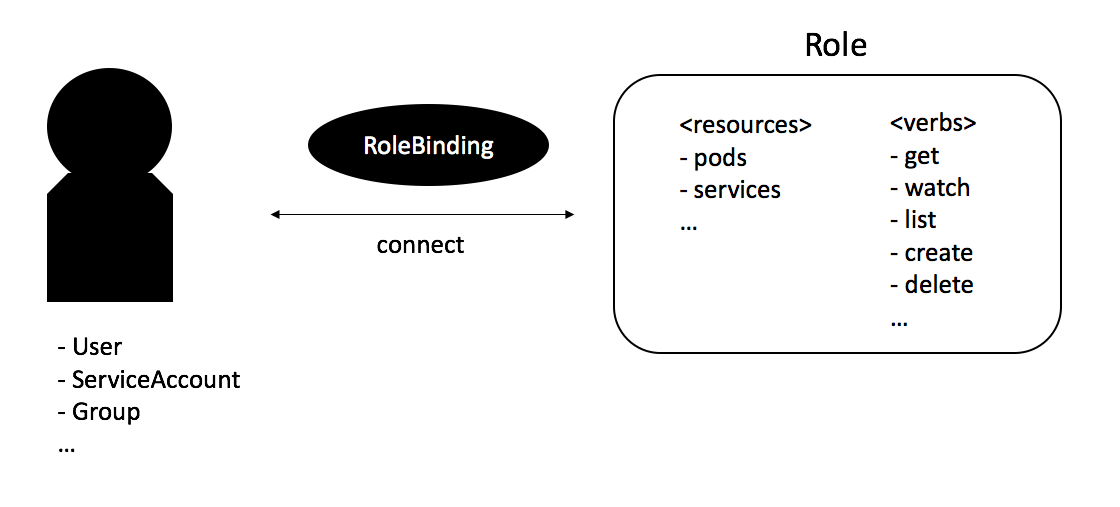 Role
RoleBinding
connect
<resources>
- pods
- services
...
<verbs>
- get
- watch
- list
- create
- delete
...
- User
- ServiceAccount
- Group
...